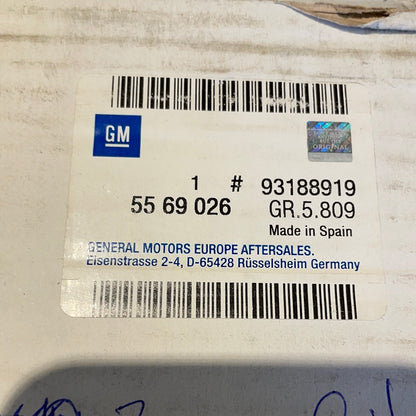 GM
ORIGINAL
1 # 93188919
55 69 026 GR.5.809
Made in Spain
GENERAL MOTORS EUROPE AFTERSALES.
Eisenstrasse 2-4, D-65428 Rüsselsheim Germany